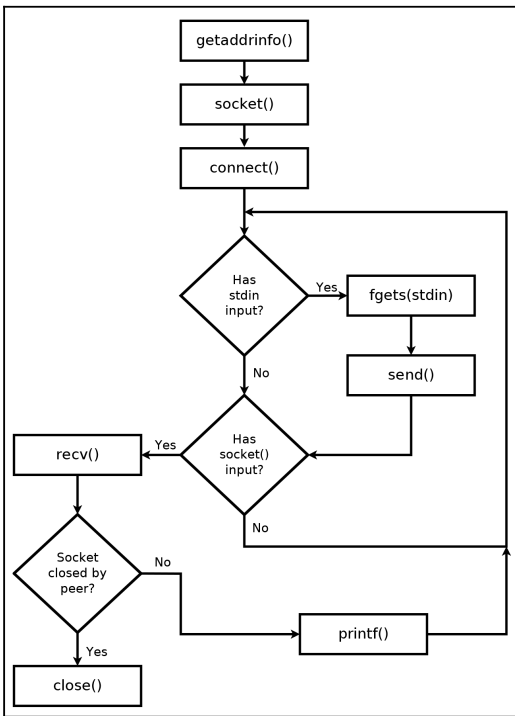 getaddrinfo()
socket()
connect()
Has
stdin
input?
Yes
fgets(stdin)
No
send()
Has
socket()
input?
Yes
recv()
No
Socket
closed by
peer?
No
printf()
Yes
close()